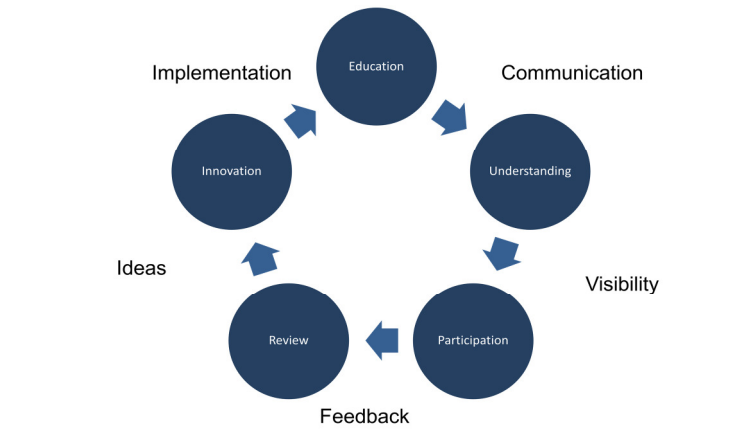 Education
Implementation
Communication
Innovation
Understanding
Ideas
Visibility
Review
Participation
Feedback